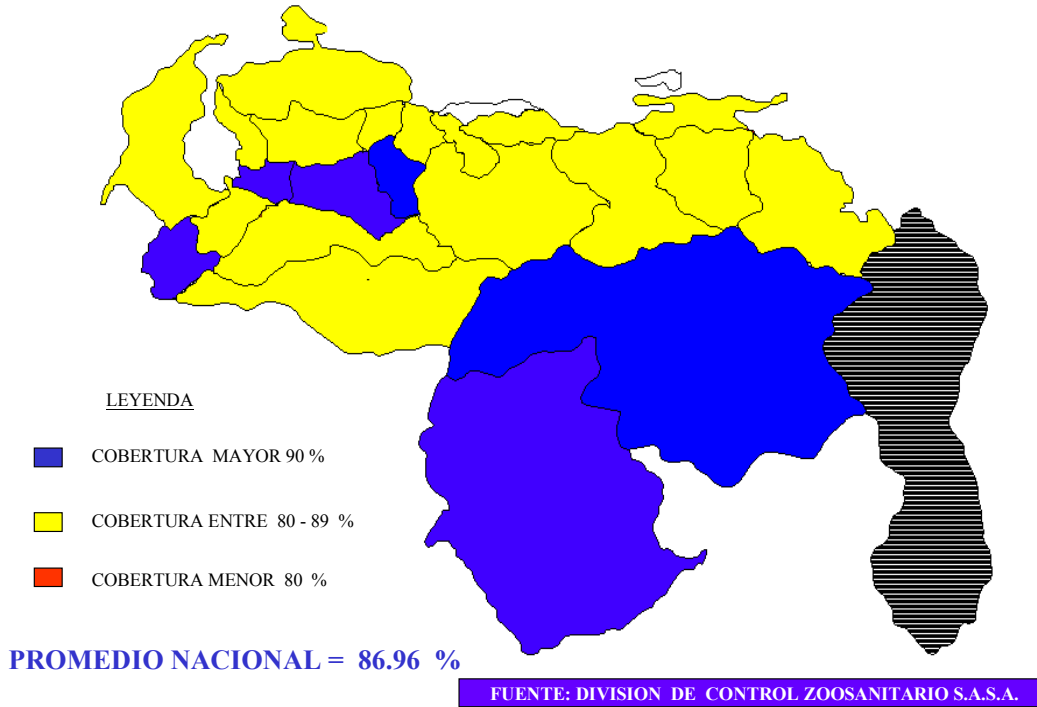 LEYENDA
COBERTURA MAYOR 90 %
COBERTURA ENTRE 80 - 89 %
COBERTURA MENOR 80 %
PROMEDIO NACIONAL = 86.96 %
FUENTE: DIVISION DE CONTROL ZOOSANITARIO S.A.S.A.